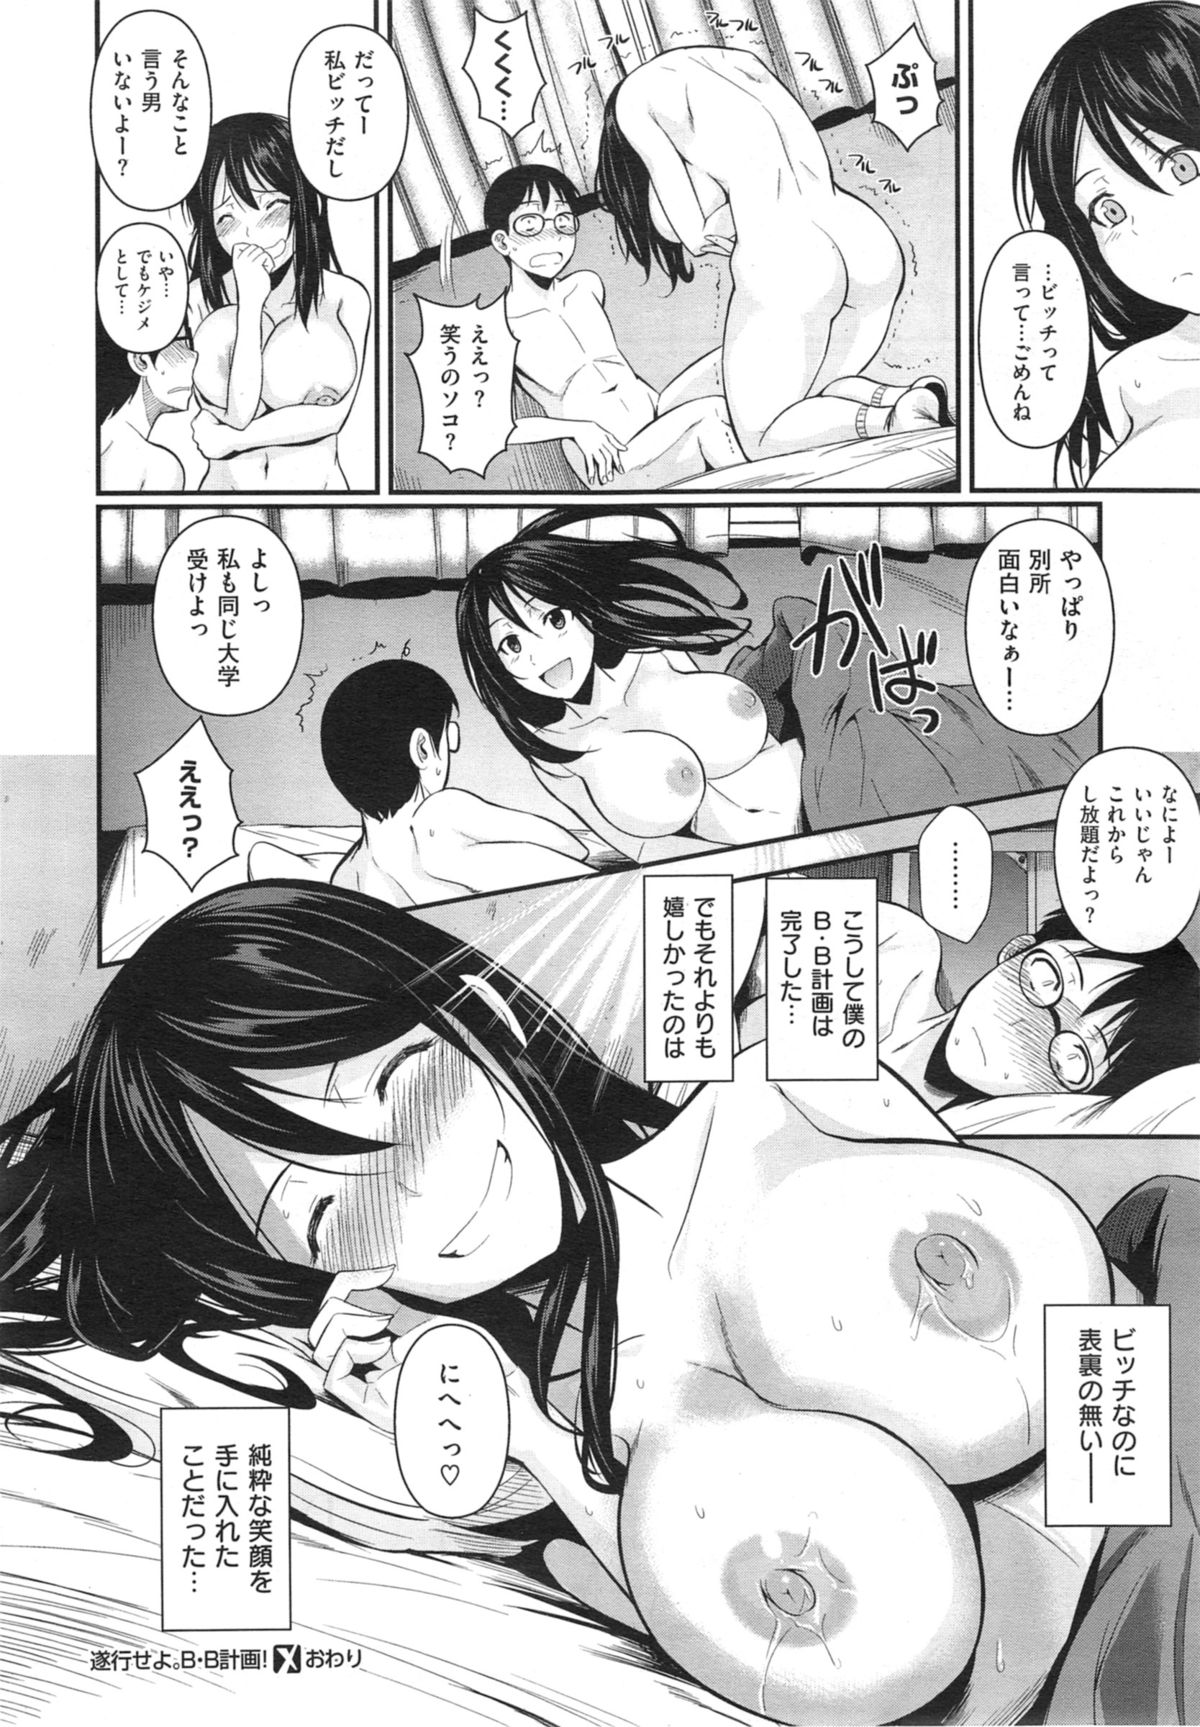 …ビッチって
言って…ごめんね
ぷっ
フル
フル
フル
フル
フル
フル
くくく…
ええっ？
笑うのソコ？
だってー
私ビッチだし
そんなこと
言う男
いないよー？
いや…
でもケジメ
として…
やっぱり
別所
面白いなぁー…
がばっ
よしっ
私も同じ大学
受けよっ
ええっ？
なによー
いいじゃん
これから
し放題だよっ？
………
こうして僕の
B・B計画は
完了した…
でもそれよりも
嬉しかったのは
ビッチなのに
表裏の無い──
にへへっ♡
純粋な笑顔を
手に入れた
ことだった…
遂行せよ。B・B計画！ X おわり